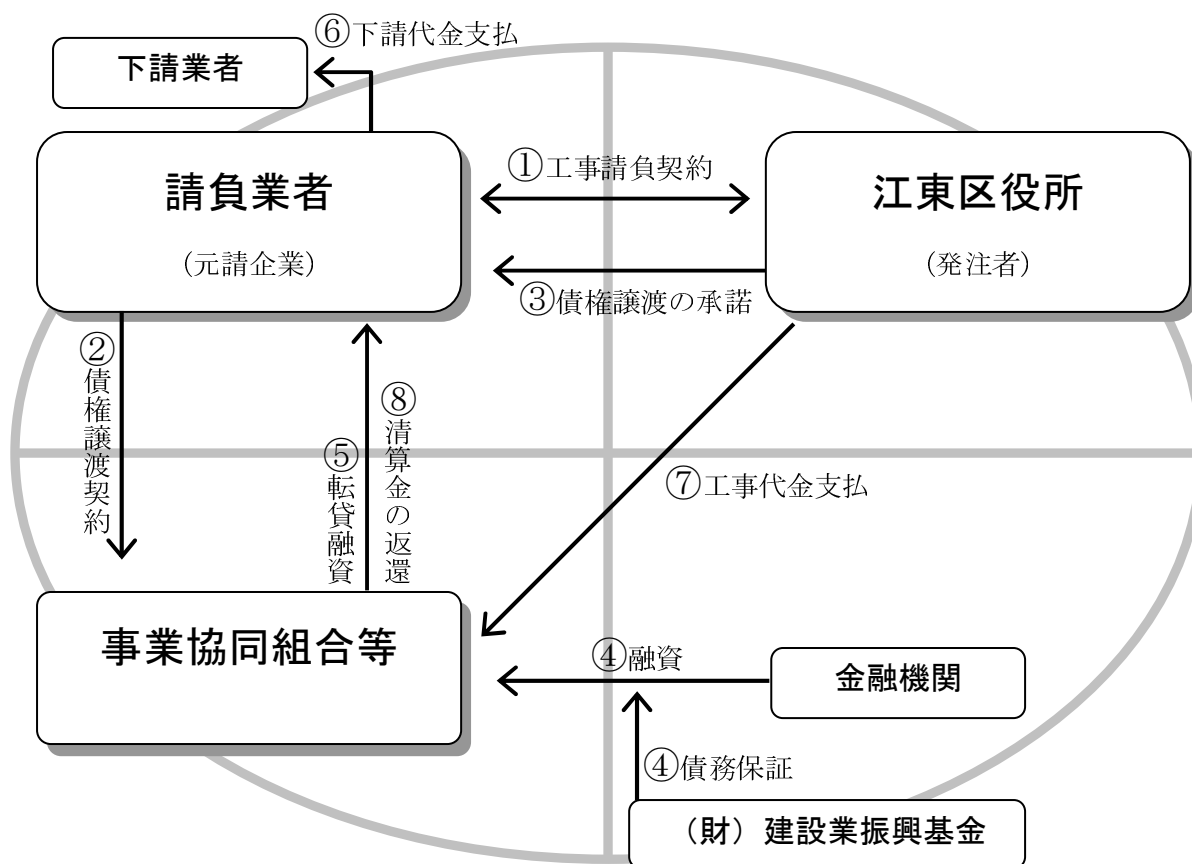 ⑥下請代金支払
下請業者
請負業者
(元請企業)
①工事請負契約
江東区役所
(発注者)
③債権譲渡の承諾
②債権譲渡契約
⑤転貸融資
⑧清算金の返還
⑦工事代金支払
事業協同組合等
④融資
金融機関
④債務保証
（財）建設業振興基金